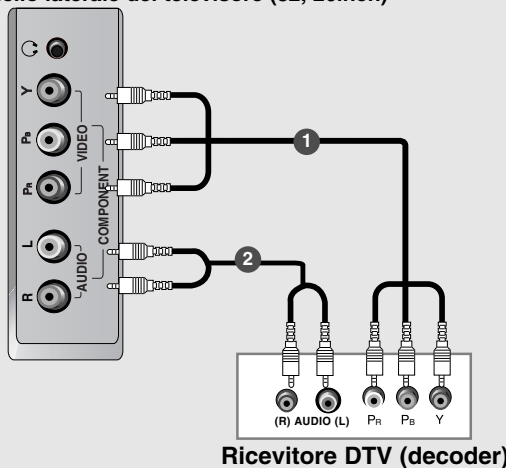 Y
PB
PR
L
R
VIDEO
AUDIO
COMPONENT
1
2
(R) AUDIO (L) PR PB Y
Ricevitore DTV (decoder)